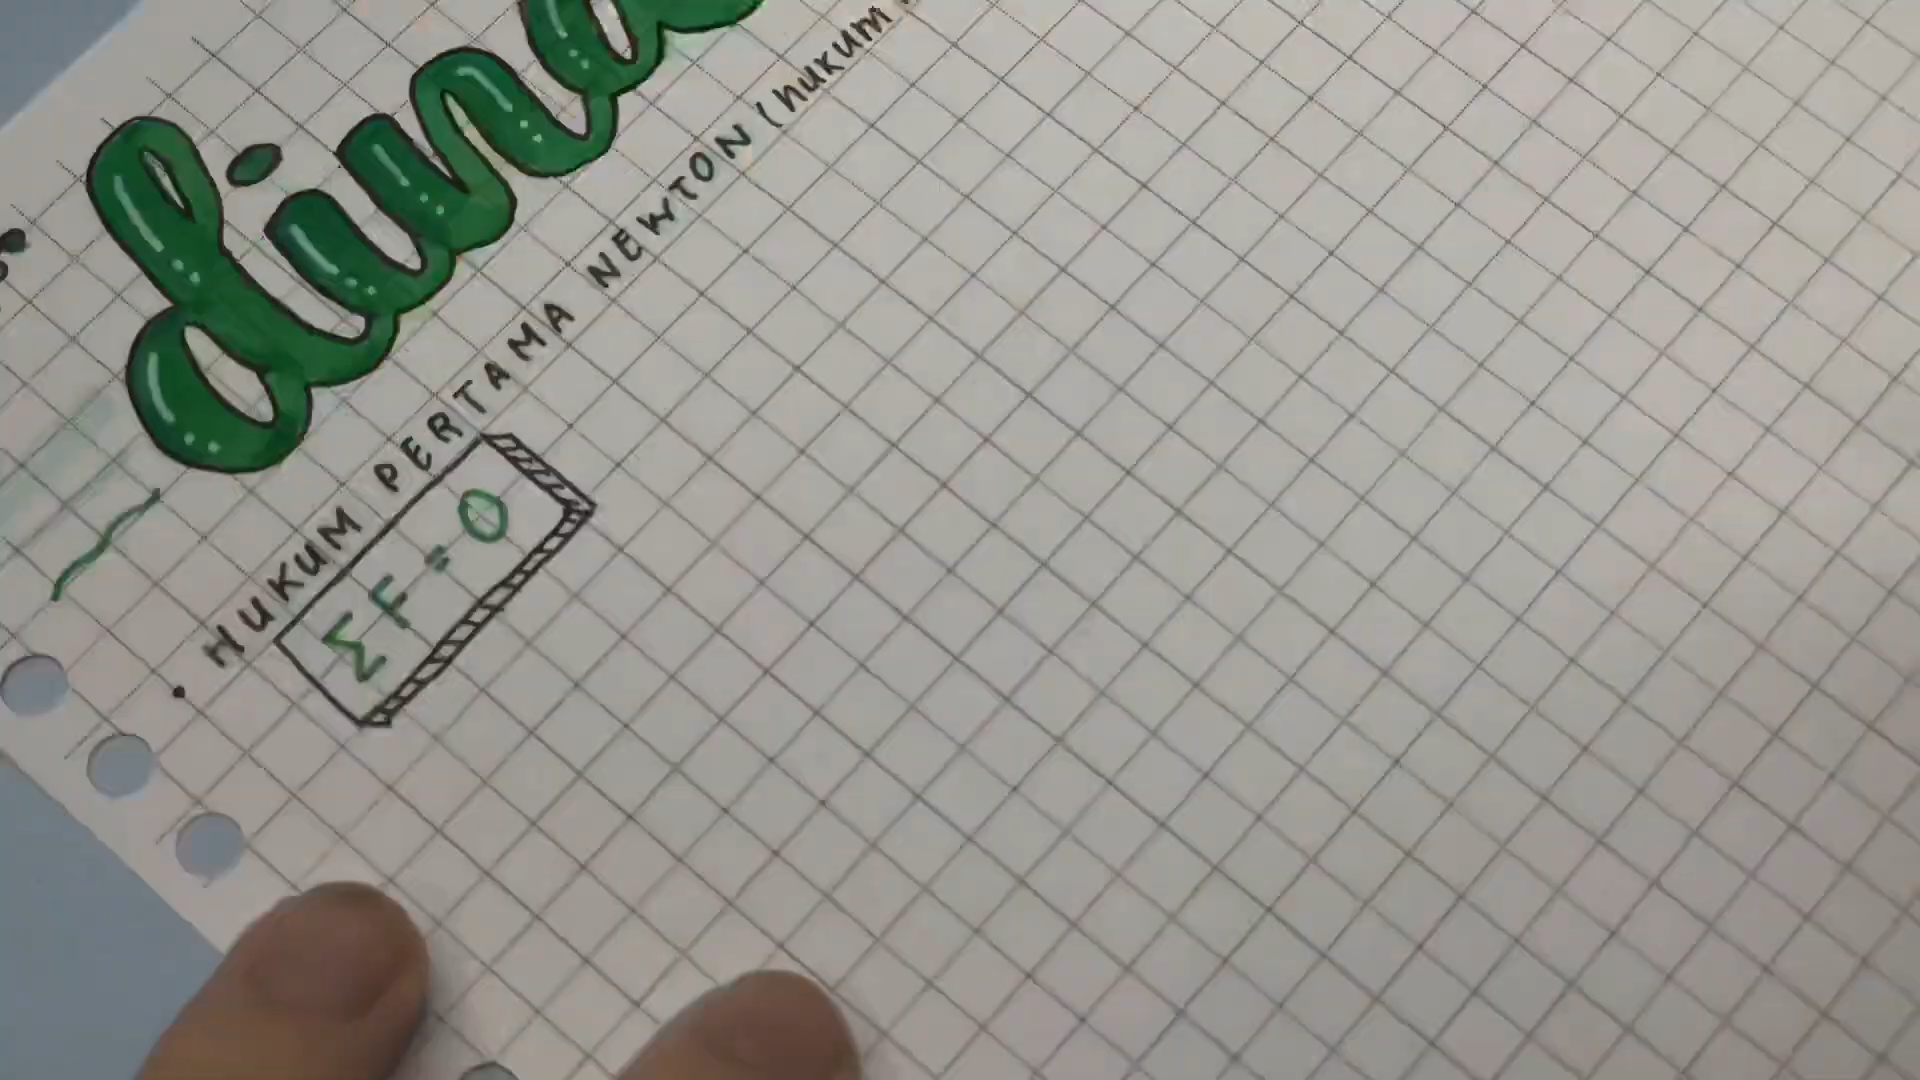 dina
• HUKUM PERTAMA NEWTON (hukum
ΣF = 0